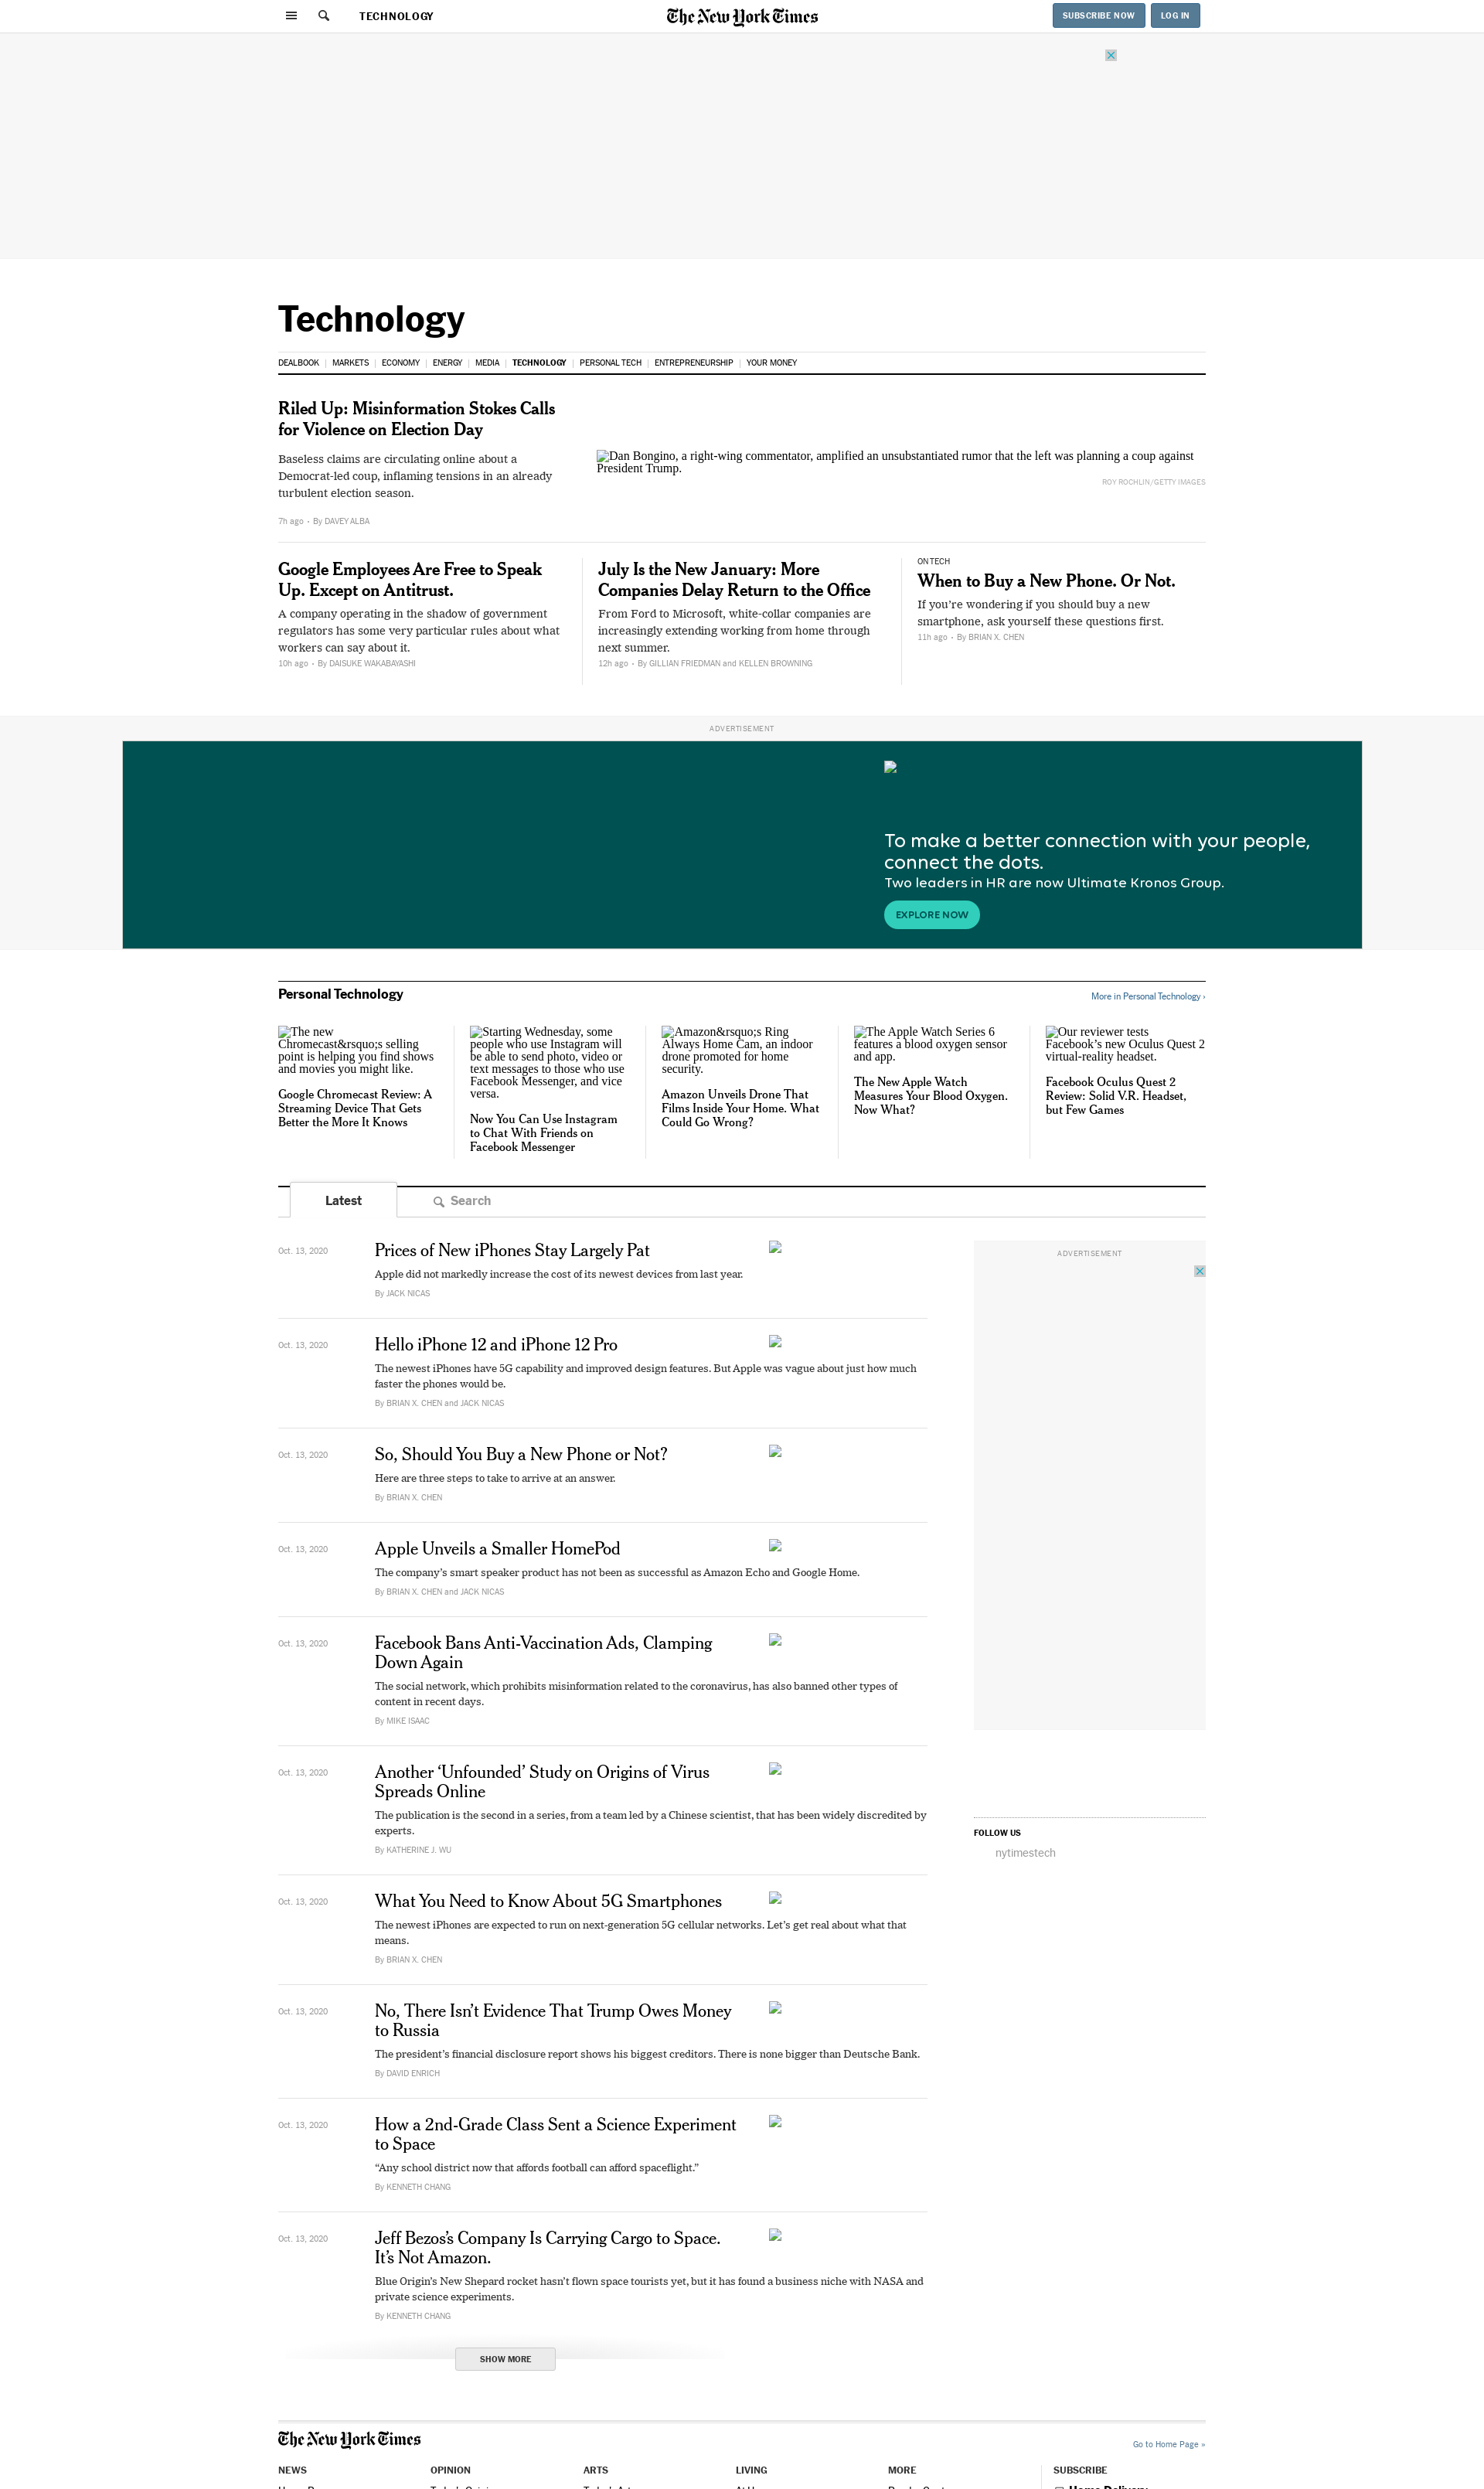 TECHNOLOGY
The New York Times
SUBSCRIBE NOW
LOG IN
Technology
DEALBOOK | MARKETS | ECONOMY | ENERGY | MEDIA | TECHNOLOGY | PERSONAL TECH | ENTREPRENEURSHIP | YOUR MONEY
Riled Up: Misinformation Stokes Calls
for Violence on Election Day
Baseless claims are circulating online about a
Democrat-led coup, inflaming tensions in an already
turbulent election season.
7h ago • By DAVEY ALBA
Dan Bongino, a right-wing commentator, amplified an unsubstantiated rumor that the left was planning a coup against
President Trump.
ROY ROCHLIN/GETTY IMAGES
Google Employees Are Free to Speak
Up. Except on Antitrust.
A company operating in the shadow of government
regulators has some very particular rules about what
workers can say about it.
10h ago • By DAISUKE WAKABAYASHI
July Is the New January: More
Companies Delay Return to the Office
From Ford to Microsoft, white-collar companies are
increasingly extending working from home through
next summer.
12h ago • By GILLIAN FRIEDMAN and KELLEN BROWNING
ON TECH
When to Buy a New Phone. Or Not.
If you’re wondering if you should buy a new
smartphone, ask yourself these questions first.
11h ago • By BRIAN X. CHEN
ADVERTISEMENT
To make a better connection with your people,
connect the dots.
Two leaders in HR are now Ultimate Kronos Group.
EXPLORE NOW
Personal Technology
More in Personal Technology ›
The new
Chromecast&rsquo;s selling
point is helping you find shows
and movies you might like.
Google Chromecast Review: A
Streaming Device That Gets
Better the More It Knows
Starting Wednesday, some
people who use Instagram will
be able to send photo, video or
text messages to those who use
Facebook Messenger, and vice
versa.
Now You Can Use Instagram
to Chat With Friends on
Facebook Messenger
Amazon&rsquo;s Ring
Always Home Cam, an indoor
drone promoted for home
security.
Amazon Unveils Drone That
Films Inside Your Home. What
Could Go Wrong?
The Apple Watch Series 6
features a blood oxygen sensor
and app.
The New Apple Watch
Measures Your Blood Oxygen.
Now What?
Our reviewer tests
Facebook’s new Oculus Quest 2
virtual-reality headset.
Facebook Oculus Quest 2
Review: Solid V.R. Headset,
but Few Games
Latest
Search
Oct. 13, 2020
Prices of New iPhones Stay Largely Pat
Apple did not markedly increase the cost of its newest devices from last year.
By JACK NICAS
Oct. 13, 2020
Hello iPhone 12 and iPhone 12 Pro
The newest iPhones have 5G capability and improved design features. But Apple was vague about just how much
faster the phones would be.
By BRIAN X. CHEN and JACK NICAS
Oct. 13, 2020
So, Should You Buy a New Phone or Not?
Here are three steps to take to arrive at an answer.
By BRIAN X. CHEN
Oct. 13, 2020
Apple Unveils a Smaller HomePod
The company’s smart speaker product has not been as successful as Amazon Echo and Google Home.
By BRIAN X. CHEN and JACK NICAS
Oct. 13, 2020
Facebook Bans Anti-Vaccination Ads, Clamping
Down Again
The social network, which prohibits misinformation related to the coronavirus, has also banned other types of
content in recent days.
By MIKE ISAAC
Oct. 13, 2020
Another ‘Unfounded’ Study on Origins of Virus
Spreads Online
The publication is the second in a series, from a team led by a Chinese scientist, that has been widely discredited by
experts.
By KATHERINE J. WU
Oct. 13, 2020
What You Need to Know About 5G Smartphones
The newest iPhones are expected to run on next-generation 5G cellular networks. Let’s get real about what that
means.
By BRIAN X. CHEN
Oct. 13, 2020
No, There Isn’t Evidence That Trump Owes Money
to Russia
The president’s financial disclosure report shows his biggest creditors. There is none bigger than Deutsche Bank.
By DAVID ENRICH
Oct. 13, 2020
How a 2nd-Grade Class Sent a Science Experiment
to Space
“Any school district now that affords football can afford spaceflight.”
By KENNETH CHANG
Oct. 13, 2020
Jeff Bezos’s Company Is Carrying Cargo to Space.
It’s Not Amazon.
Blue Origin’s New Shepard rocket hasn’t flown space tourists yet, but it has found a business niche with NASA and
private science experiments.
By KENNETH CHANG
SHOW MORE
ADVERTISEMENT
FOLLOW US
nytimestech
The New York Times
Go to Home Page »
NEWS
OPINION
ARTS
LIVING
MORE
SUBSCRIBE